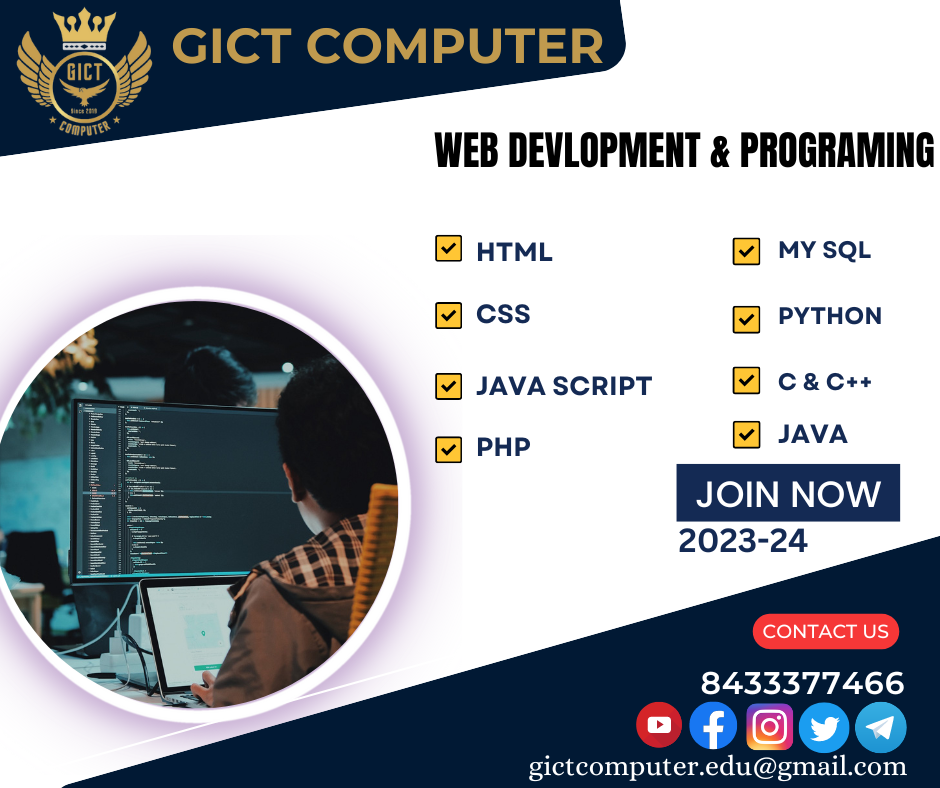 GICT
Since 2019
COMPUTER
GICT COMPUTER
WEB DEVLOPMENT & PROGRAMING
HTML
CSS
JAVA SCRIPT
PHP
MY SQL
PYTHON
C & C++
JAVA
JOIN NOW
2023-24
CONTACT US
8433377466
gictcomputer.edu@gmail.com